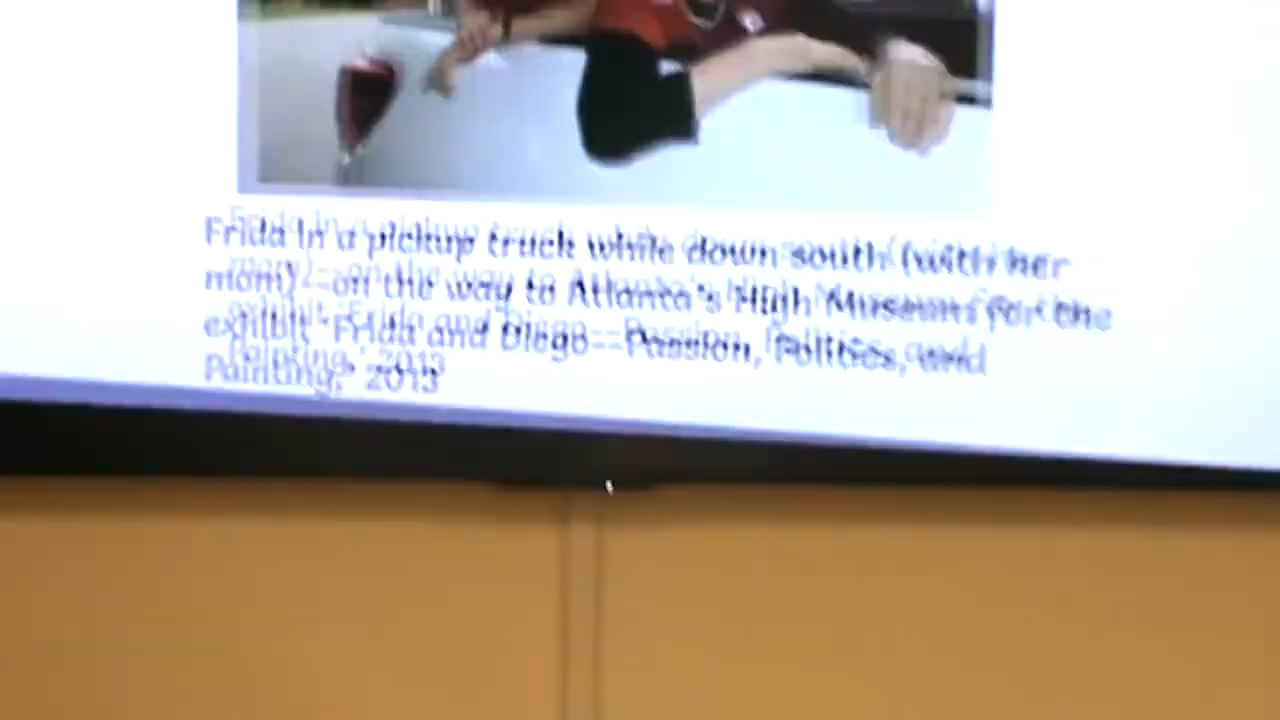 Frida in a pickup truck while down south (with her
mom)--on the way to Atlanta's High Museum for the
exhibit "Frida and Diego--Passion, Politics, and
Painting," 2013